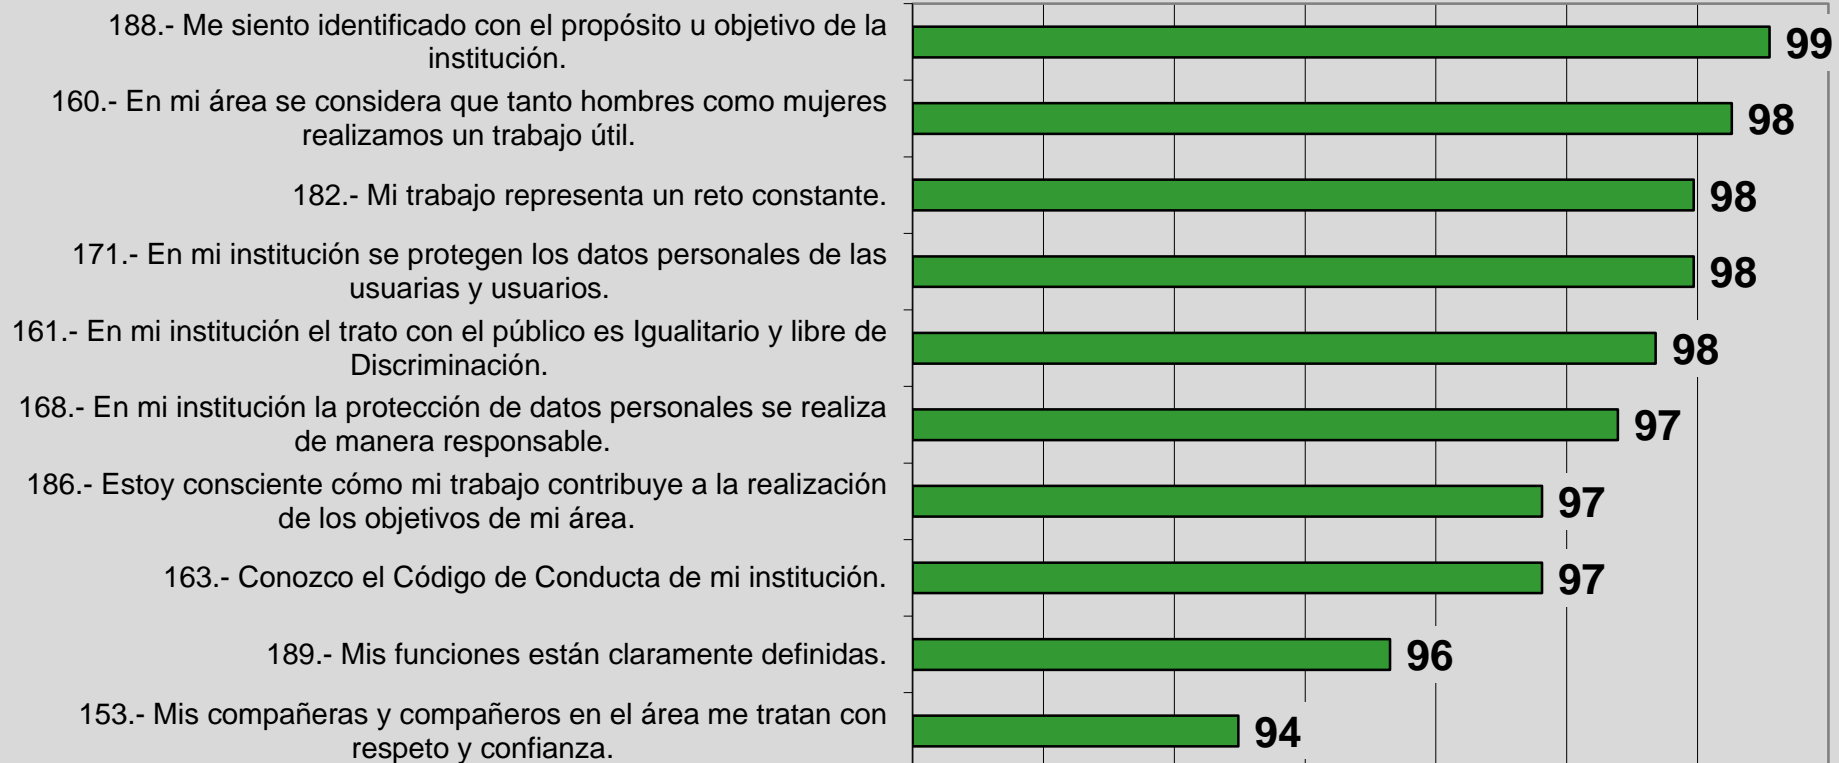 188.- Me siento identificado con el propósito u objetivo de la
institución.
99
160.- En mi área se considera que tanto hombres como mujeres
realizamos un trabajo útil.
98
182.- Mi trabajo representa un reto constante.
98
171.- En mi institución se protegen los datos personales de las
usuarias y usuarios.
98
161.- En mi institución el trato con el público es Igualitario y libre de
Discriminación.
98
168.- En mi institución la protección de datos personales se realiza
de manera responsable.
97
186.- Estoy consciente cómo mi trabajo contribuye a la realización
de los objetivos de mi área.
97
163.- Conozco el Código de Conducta de mi institución.
97
189.- Mis funciones están claramente definidas.
96
153.- Mis compañeras y compañeros en el área me tratan con
respeto y confianza.
94